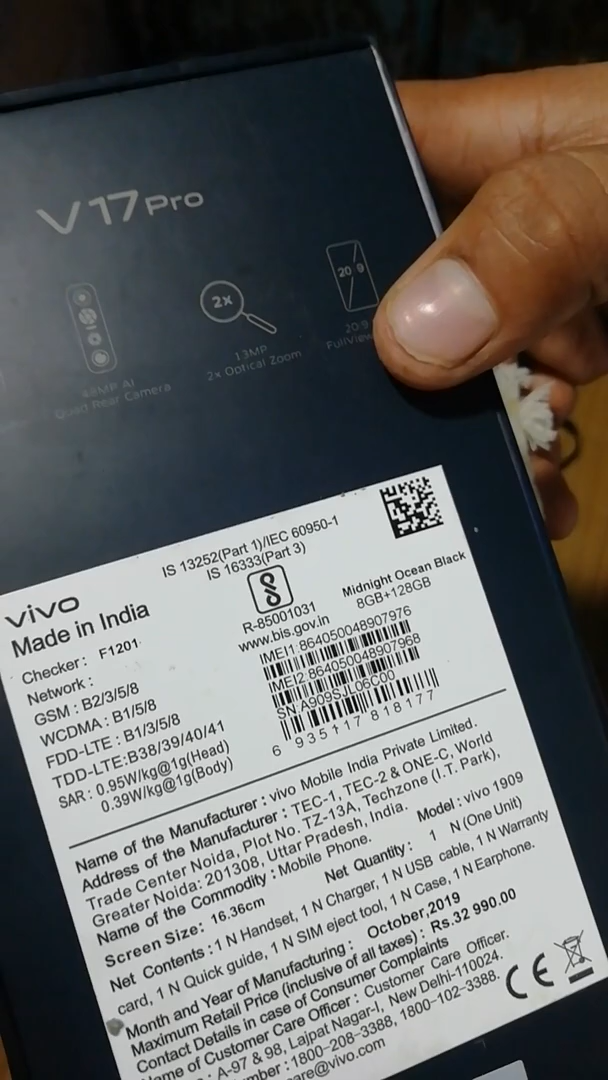 V17Pro
2x
20 9
48MP AI
Quad Rear Camera
13MP
2x Optical Zoom
20:9
FullView
IS 13252(Part 1)/IEC 60950-1
IS 16333(Part 3)
vivo
Made in India
R-85001031
www.bis.gov.in
Midnight Ocean Black
8GB+128GB
Checker: F1201
Network :
GSM : B2/3/5/8
WCDMA : B1/5/8
FDD-LTE : B1/3/5/8
TDD-LTE:B38/39/40/41
SAR : 0.95W/kg@1g(Head)
0.39W/kg@1g(Body)
IMEI1:864050048907976
IMEI2:864050048907968
SN:A909SJL06C00
6 935117 818177
Name of the Manufacturer : vivo Mobile India Private Limited.
Address of the Manufacturer : TEC-1, TEC-2 & ONE-C, World
Trade Center Noida, Plot No. TZ-13A, Techzone (I.T. Park),
Greater Noida: 201308, Uttar Pradesh, India.
Name of the Commodity : Mobile Phone. Model : vivo 1909
Screen Size: 16.36cm Net Quantity: 1 N (One Unit)
Net Contents : 1 N Handset, 1 N Charger, 1 N USB cable, 1 N Warranty
card, 1 N Quick guide, 1 N SIM eject tool, 1 N Case, 1 N Earphone.
Month and Year of Manufacturing : October,2019
Maximum Retail Price (inclusive of all taxes) : Rs.32 990.00
Contact Details in case of Consumer Complaints
Name of Customer Care Officer : Customer Care Officer.
: A-97 & 98, Lajpat Nagar-I, New Delhi-110024.
umber : 1800-208-3388, 1800-102-3388.
care@vivo.com
CE